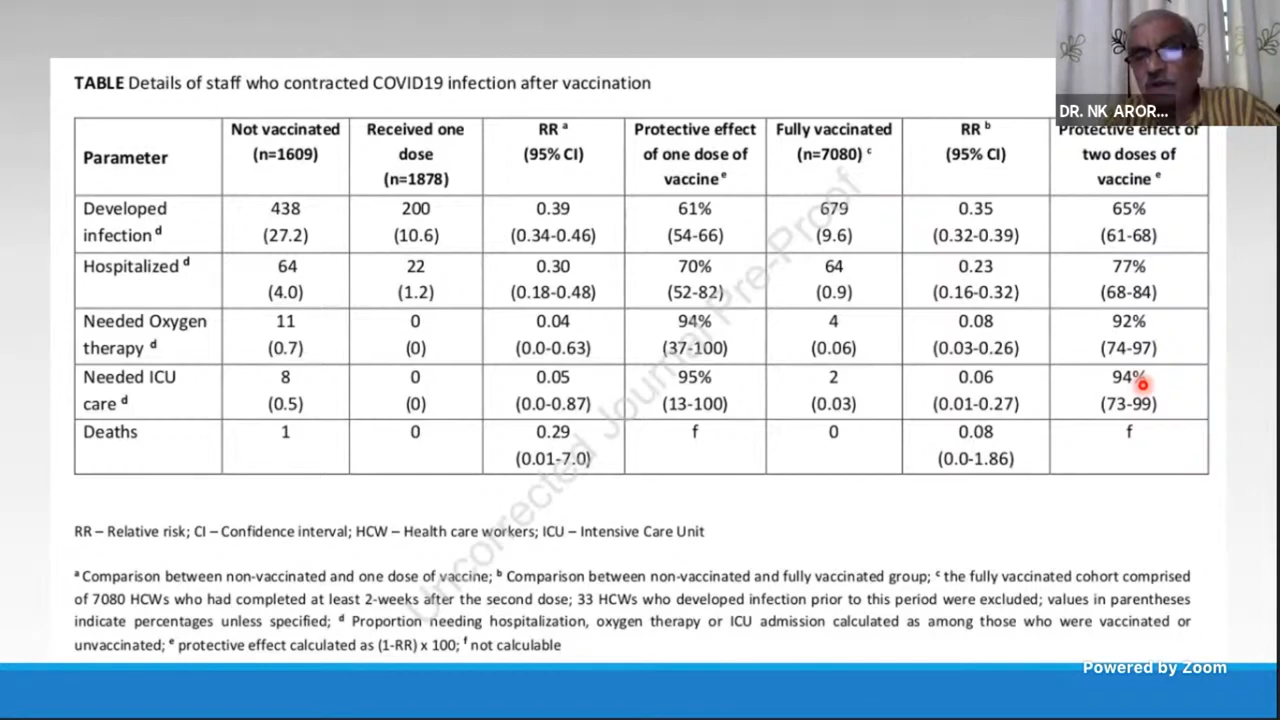 DR. NK AROR...
TABLE Details of staff who contracted COVID19 infection after vaccination
Parameter
Not vaccinated
(n=1609)
Received one
dose
(n=1878)
RR ᵃ
(95% CI)
Protective effect
of one dose of
vaccine ᵉ
Fully vaccinated
(n=7080) ᶜ
RR ᵇ
(95% CI)
Protective effect of
two doses of
vaccine ᵉ
Developed
infection ᵈ
438
(27.2)
200
(10.6)
0.39
(0.34-0.46)
61%
(54-66)
679
(9.6)
0.35
(0.32-0.39)
65%
(61-68)
Hospitalized ᵈ
64
(4.0)
22
(1.2)
0.30
(0.18-0.48)
70%
(52-82)
64
(0.9)
0.23
(0.16-0.32)
77%
(68-84)
Needed Oxygen
therapy ᵈ
11
(0.7)
0
(0)
0.04
(0.0-0.63)
94%
(37-100)
4
(0.06)
0.08
(0.03-0.26)
92%
(74-97)
Needed ICU
care ᵈ
8
(0.5)
0
(0)
0.05
(0.0-0.87)
95%
(13-100)
2
(0.03)
0.06
(0.01-0.27)
94%
(73-99)
Deaths
1
0
0.29
(0.01-7.0)
f
0
0.08
(0.0-1.86)
f
Uncorrected Journal Pre-Proof
RR – Relative risk; CI – Confidence interval; HCW – Health care workers; ICU – Intensive Care Unit
ᵃ Comparison between non-vaccinated and one dose of vaccine; ᵇ Comparison between non-vaccinated and fully vaccinated group; ᶜ the fully vaccinated cohort comprised
of 7080 HCWs who had completed at least 2-weeks after the second dose; 33 HCWs who developed infection prior to this period were excluded; values in parentheses
indicate percentages unless specified; ᵈ Proportion needing hospitalization, oxygen therapy or ICU admission calculated as among those who were vaccinated or
unvaccinated; ᵉ protective effect calculated as (1-RR) x 100; ᶠ not calculable
Powered by Zoom